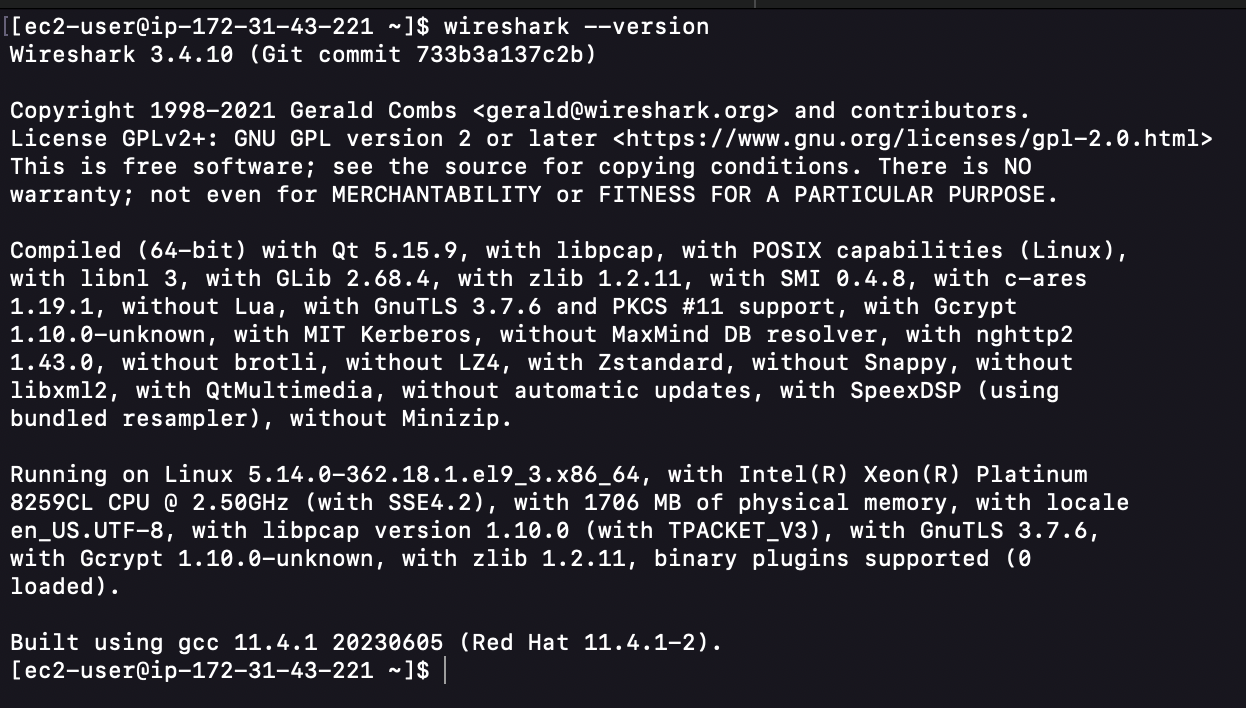 [[ec2-user@ip-172-31-43-221 ~]$ wireshark --version
Wireshark 3.4.10 (Git commit 733b3a137c2b)

Copyright 1998-2021 Gerald Combs <gerald@wireshark.org> and contributors.
License GPLv2+: GNU GPL version 2 or later <https://www.gnu.org/licenses/gpl-2.0.html>
This is free software; see the source for copying conditions. There is NO
warranty; not even for MERCHANTABILITY or FITNESS FOR A PARTICULAR PURPOSE.

Compiled (64-bit) with Qt 5.15.9, with libpcap, with POSIX capabilities (Linux),
with libnl 3, with GLib 2.68.4, with zlib 1.2.11, with SMI 0.4.8, with c-ares
1.19.1, without Lua, with GnuTLS 3.7.6 and PKCS #11 support, with Gcrypt
1.10.0-unknown, with MIT Kerberos, without MaxMind DB resolver, with nghttp2
1.43.0, without brotli, without LZ4, with Zstandard, without Snappy, without
libxml2, with QtMultimedia, without automatic updates, with SpeexDSP (using
bundled resampler), without Minizip.

Running on Linux 5.14.0-362.18.1.el9_3.x86_64, with Intel(R) Xeon(R) Platinum
8259CL CPU @ 2.50GHz (with SSE4.2), with 1706 MB of physical memory, with locale
en_US.UTF-8, with libpcap version 1.10.0 (with TPACKET_V3), with GnuTLS 3.7.6,
with Gcrypt 1.10.0-unknown, with zlib 1.2.11, binary plugins supported (0
loaded).

Built using gcc 11.4.1 20230605 (Red Hat 11.4.1-2).
[ec2-user@ip-172-31-43-221 ~]$